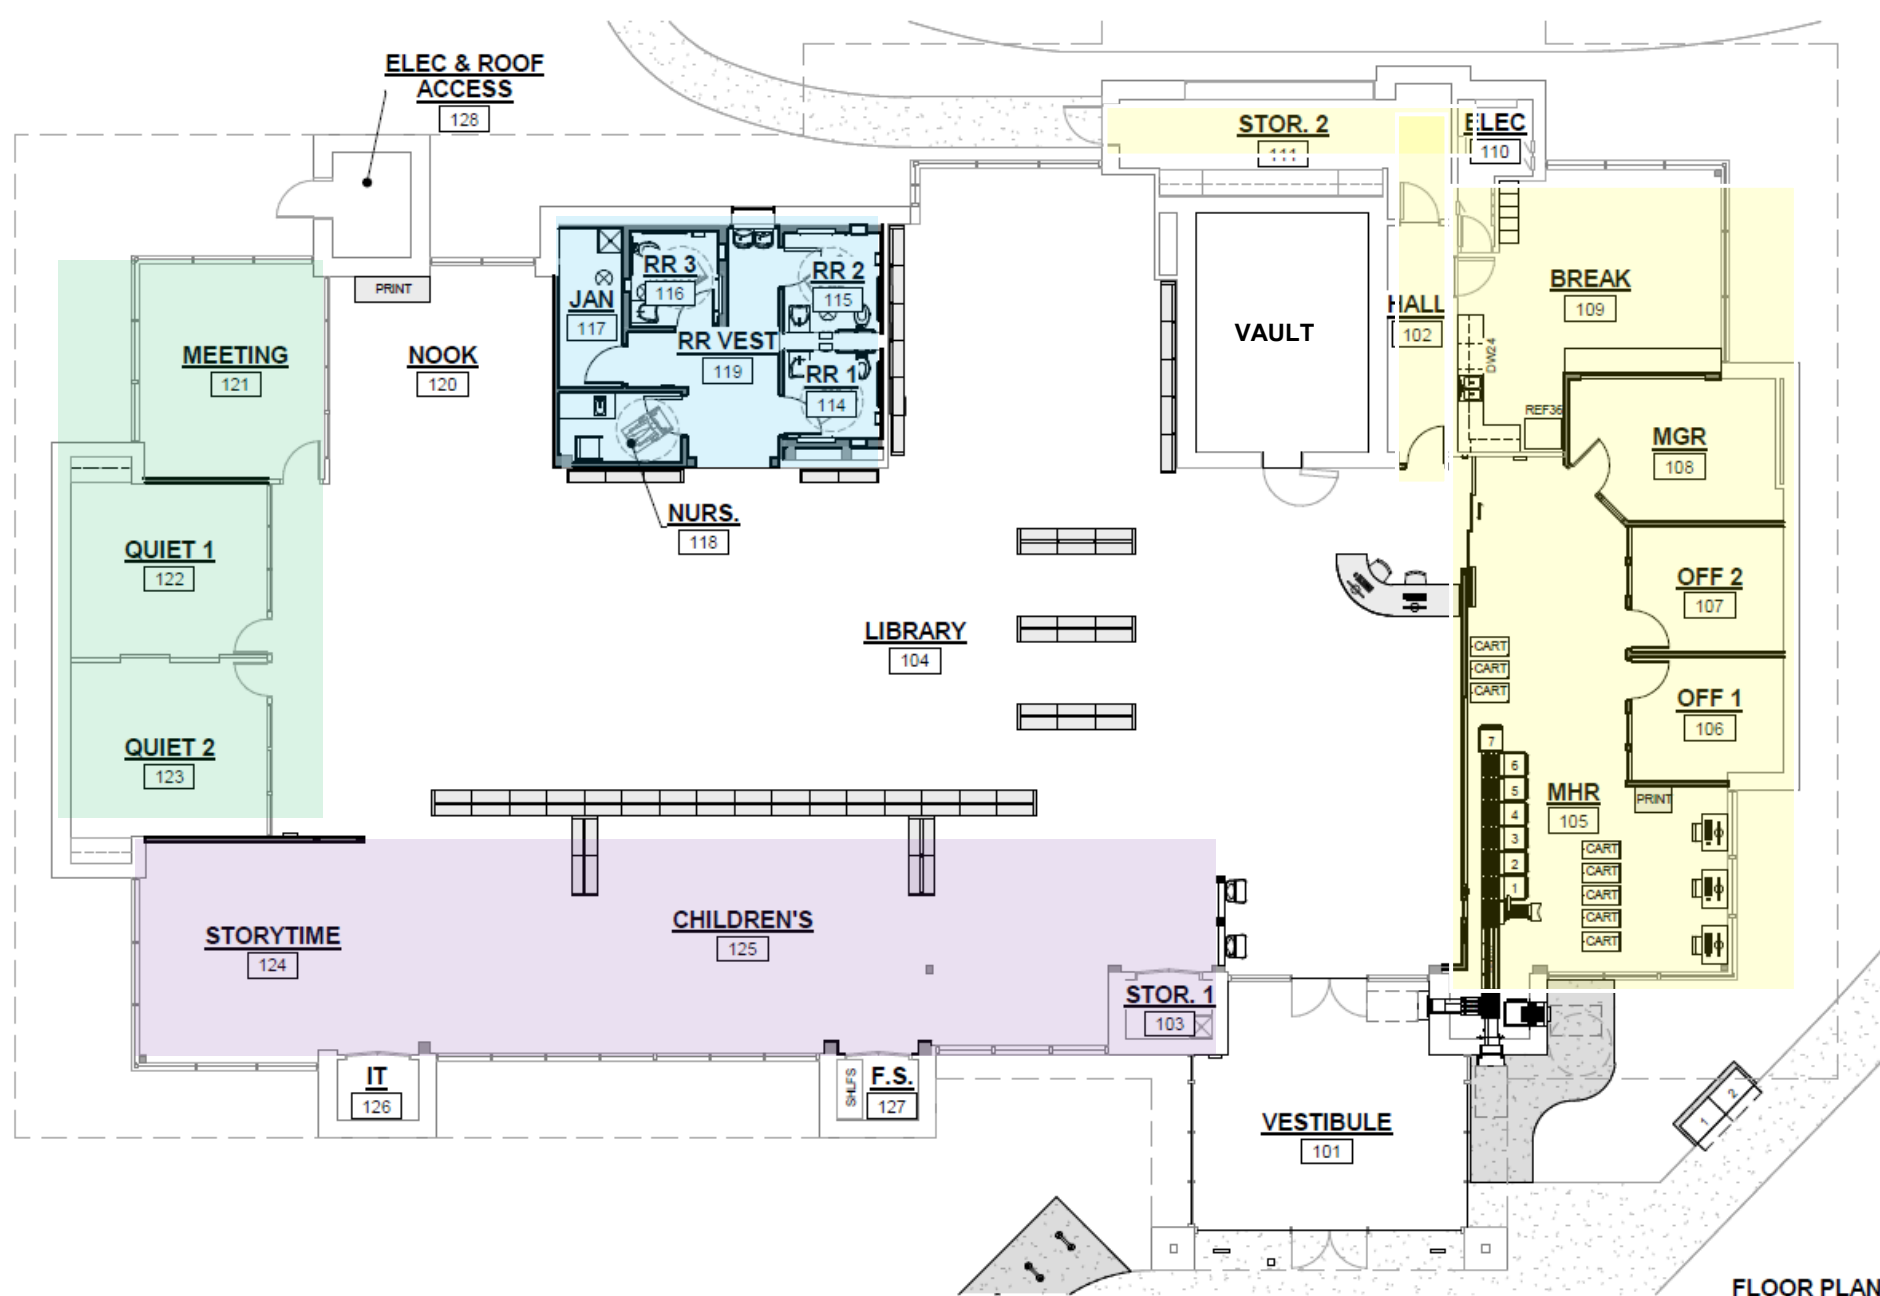 ELEC & ROOF
ACCESS
128
STOR. 2
111
ELEC
110
PRINT
MEETING
121
NOOK
120
JAN
117
RR 3
116
RR VEST
119
RR 2
115
RR 1
114
NURS.
118
VAULT
HALL
102
BREAK
109
DW24
REF36
MGR
108
QUIET 1
122
OFF 2
107
LIBRARY
104
CART
CART
CART
OFF 1
106
QUIET 2
123
7
6
5
4
3
2
1
MHR
105
PRINT
CART
CART
CART
CART
CART
STORYTIME
124
CHILDREN'S
125
STOR. 1
103
IT
126
SHLFS
F.S.
127
VESTIBULE
101
1
2
FLOOR PLAN